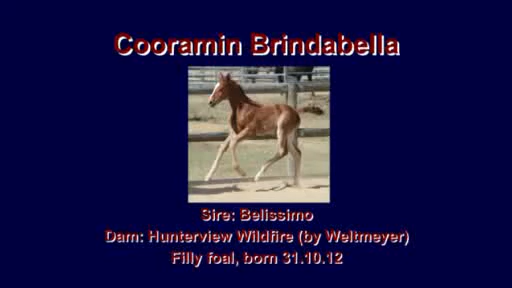 Cooramin Brindabella
Sire: Belissimo
Dam: Hunterview Wildfire (by Weltmeyer)
Filly foal, born 31.10.12